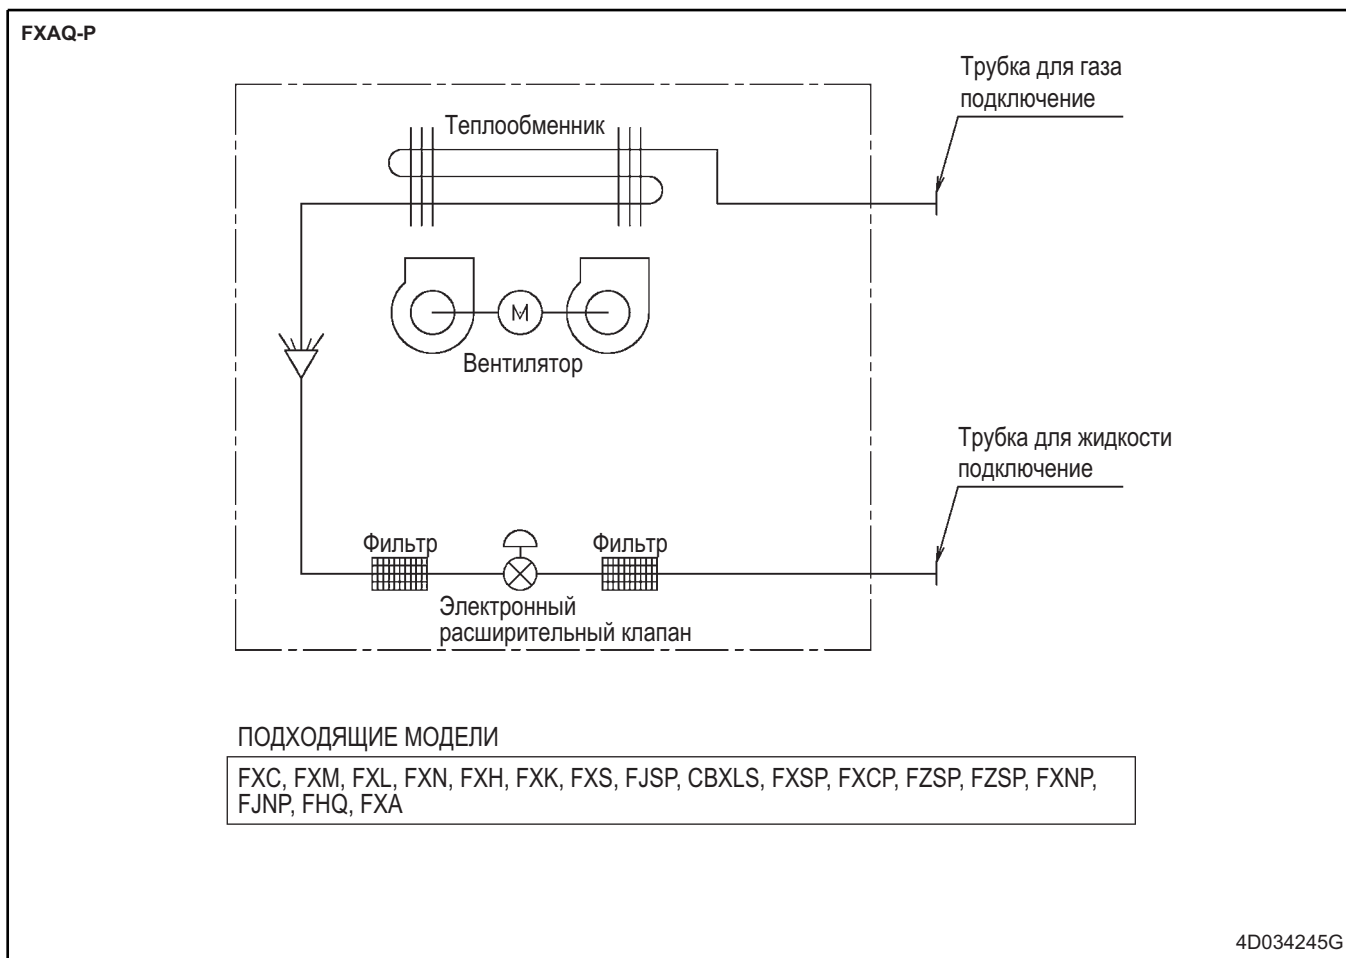 FXAQ-P
Трубка для газа
подключение
Теплообменник
M
Вентилятор
Трубка для жидкости
подключение
Фильтр
Фильтр
Электронный
расширительный клапан
ПОДХОДЯЩИЕ МОДЕЛИ
FXC, FXM, FXL, FXN, FXH, FXK, FXS, FJSP, CBXLS, FXSP, FXCP, FZSP, FZSP, FXNP,
FJNP, FHQ, FXA
4D034245G